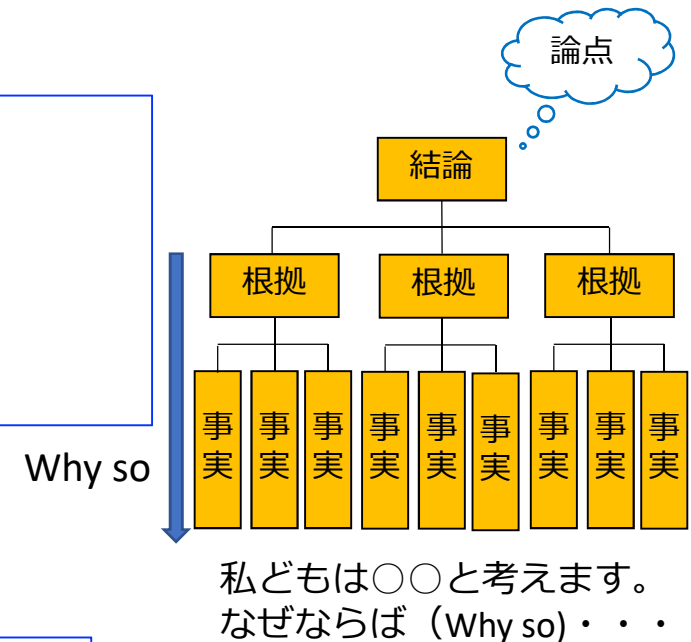 論点
結論
根拠 根拠 根拠
事実 事実 事実 事実 事実 事実 事実 事実 事実
Why so
私どもは○○と考えます。
なぜならば（Why so)・・・